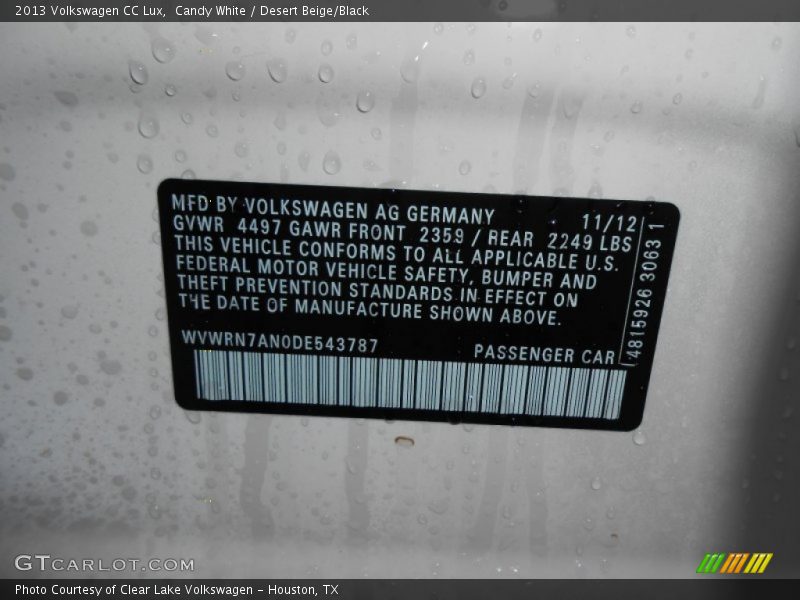 2013 Volkswagen CC Lux,  Candy White / Desert Beige/Black
MFD BY VOLKSWAGEN AG GERMANY 11/12
GVWR 4497 GAWR FRONT 2359 / REAR 2249 LBS
THIS VEHICLE CONFORMS TO ALL APPLICABLE U.S.
FEDERAL MOTOR VEHICLE SAFETY, BUMPER AND
THEFT PREVENTION STANDARDS IN EFFECT ON
THE DATE OF MANUFACTURE SHOWN ABOVE.
WVWRN7AN0DE543787 PASSENGER CAR
4815926 3063 1
GTCARLOT.COM
Photo Courtesy of Clear Lake Volkswagen – Houston, TX